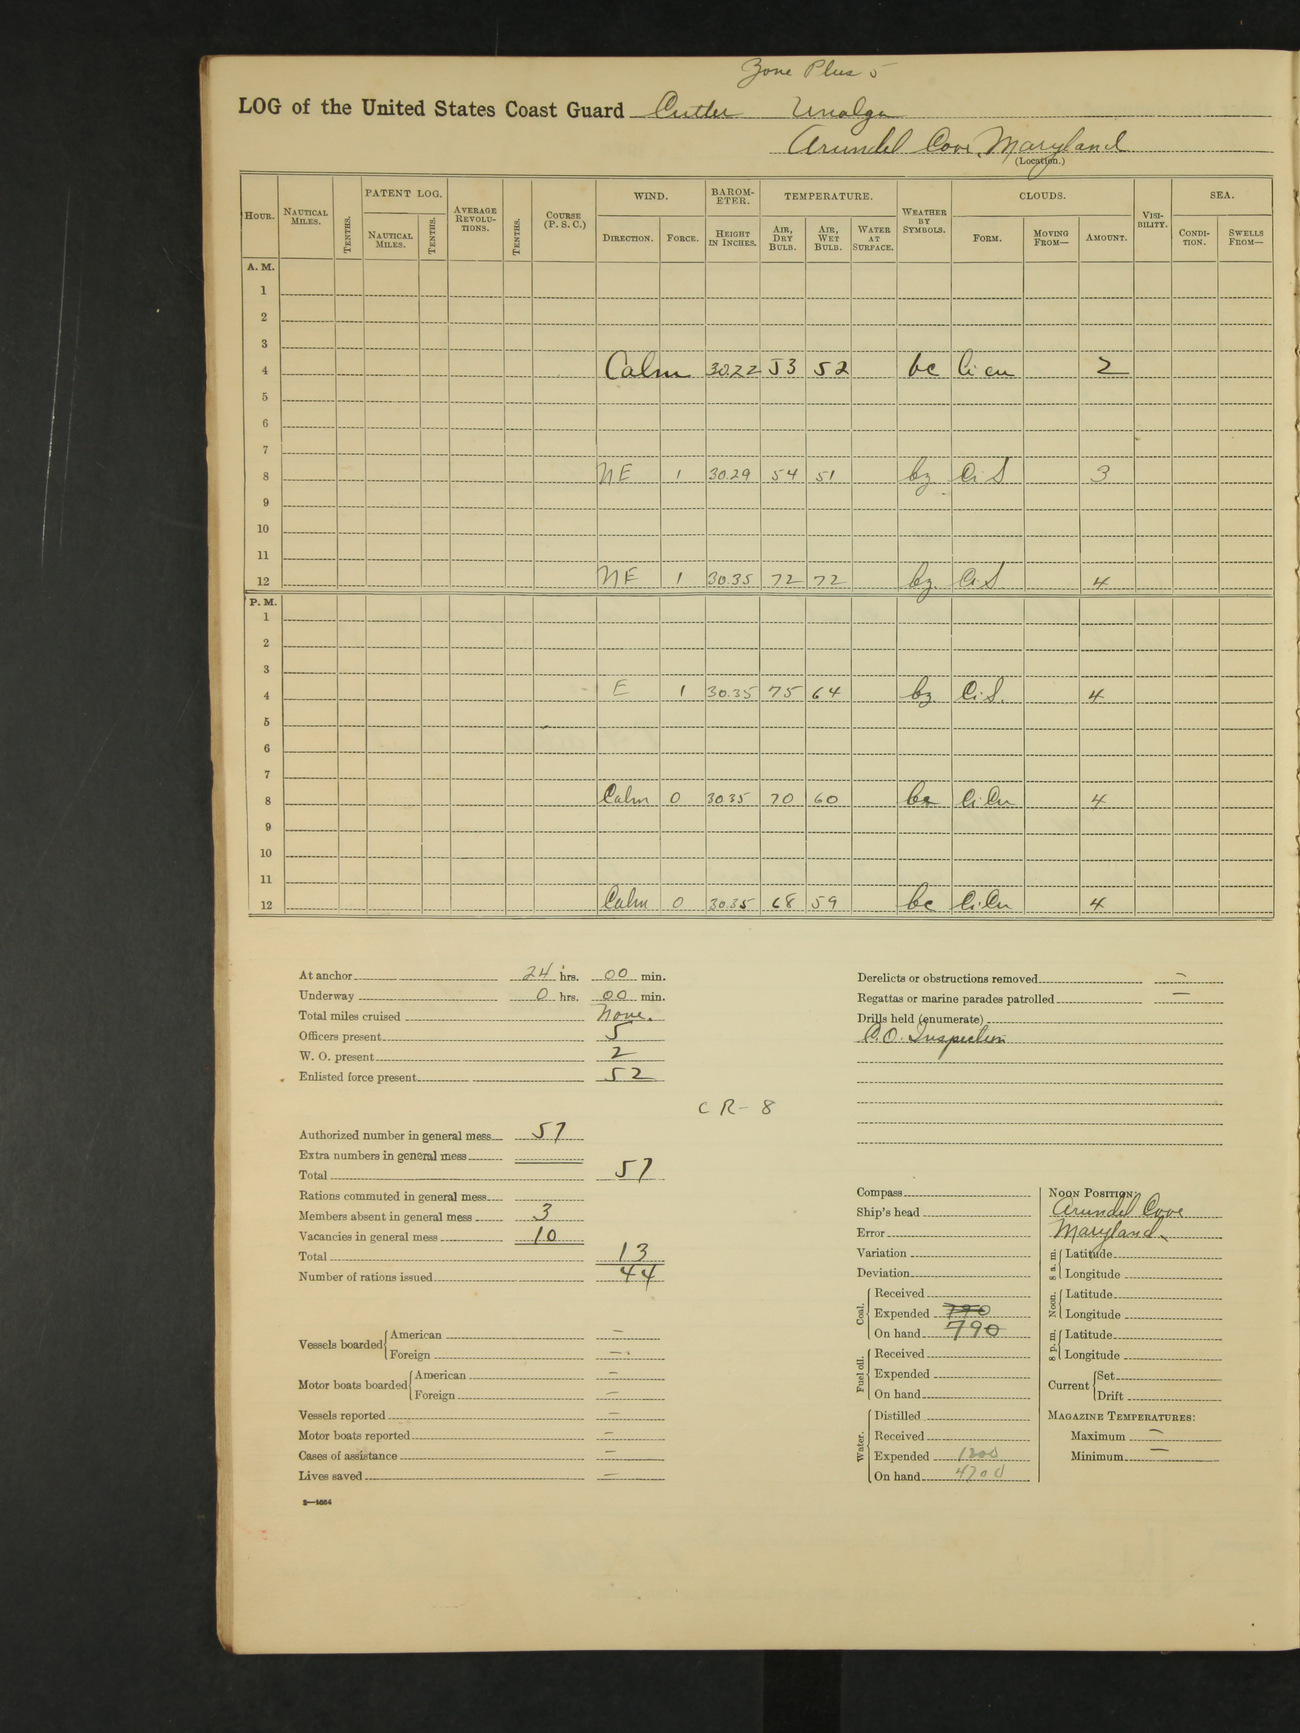 Zone Plus 5
LOG of the United States Coast Guard Cutter Unalga
Arundel Cove, Maryland
(Location.)
HOUR. NAUTICAL MILES. TENTHS. PATENT LOG. NAUTICAL MILES. TENTHS. AVERAGE REVOLUTIONS. TENTHS. COURSE (P. S. C.) WIND. DIRECTION. FORCE. BAROMETER. HEIGHT IN INCHES. TEMPERATURE. AIR, DRY BULB. AIR, WET BULB. WATER AT SURFACE. WEATHER BY SYMBOLS. CLOUDS. FORM. MOVING FROM— AMOUNT. VISIBILITY. SEA. CONDITION. SWELLS FROM—
A. M.
1
2
3
4 Calm 30.22 53 52 bc Ci cu 2
5
6
7
8 NE 1 30.29 54 51 bz Ci S 3
9
10
11
12 NE 1 30.35 72 72 bz Ci S 4
P. M.
1
2
3
4 E 1 30.35 75 64 bz Ci S. 4
5
6
7
8 Calm 0 30.35 70 60 bc Ci Cu 4
9
10
11
12 Calm 0 30.35 68 59 bc Ci Cu 4
At anchor 24 hrs. 00 min.
Underway 0 hrs. 00 min.
Total miles cruised None.
Officers present 5
W. O. present 2
Enlisted force present 52
CR-8
Authorized number in general mess 57
Extra numbers in general mess
Total 57
Rations commuted in general mess
Members absent in general mess 3
Vacancies in general mess 10
Total 13
Number of rations issued 44
Vessels boarded American —
Foreign —
Motor boats boarded American —
Foreign —
Vessels reported —
Motor boats reported —
Cases of assistance —
Lives saved —
2—1664
Derelicts or obstructions removed —
Regattas or marine parades patrolled —
Drills held (enumerate)
C.O. Inspection
Compass
Ship's head
Error
Variation
Deviation
Coal. Received
Expended 790
On hand 790
Fuel oil. Received
Expended
On hand
Water. Distilled
Received
Expended 1200
On hand 4700
NOON POSITION:
Arundel Cove
Maryland
8 a. m. Latitude
Longitude
Noon. Latitude
Longitude
8 p. m. Latitude
Longitude
Current Set
Drift
MAGAZINE TEMPERATURES:
Maximum —
Minimum —